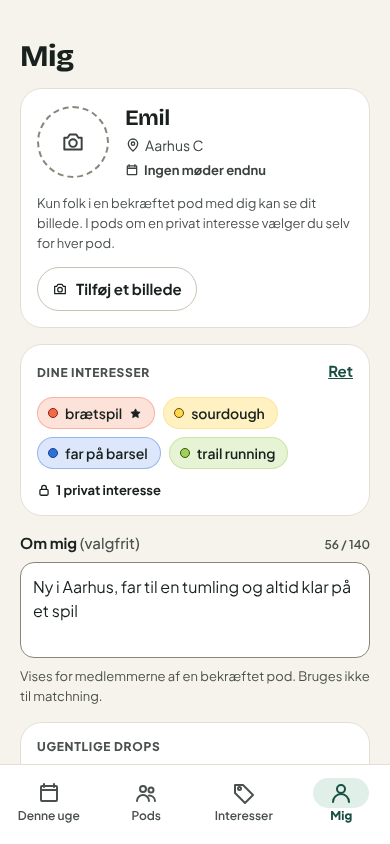 Mig
Emil
Aarhus C
Ingen møder endnu
Kun folk i en bekræftet pod med dig kan se dit
billede. I pods om en privat interesse vælger du selv
for hver pod.
Tilføj et billede
DINE INTERESSER
Ret
brætspil
sourdough
far på barsel
trail running
1 privat interesse
Om mig (valgfrit)
56 / 140
Ny i Aarhus, far til en tumling og altid klar på
et spil
Vises for medlemmerne af en bekræftet pod. Bruges ikke
til matchning.
UGENTLIGE DROPS
Denne uge
Pods
Interesser
Mig